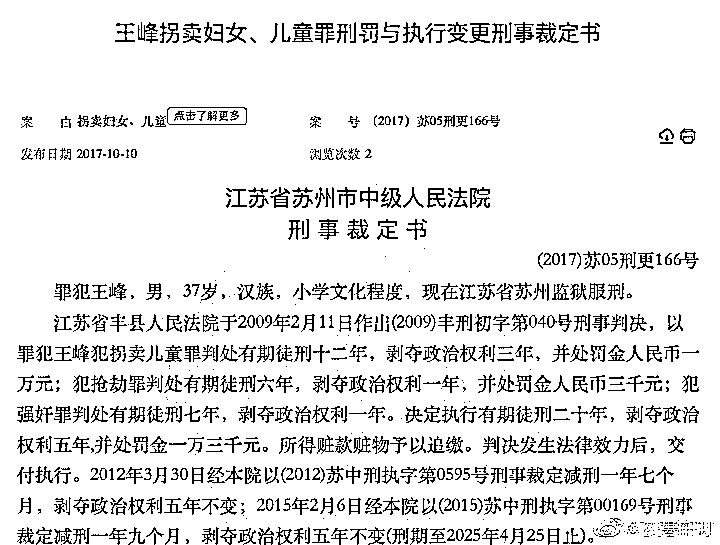 王峰拐卖妇女、儿童罪刑罚与执行变更刑事裁定书
案 由 拐卖妇女、儿童 点击了解更多 案 号 （2017）苏05刑更166号
发布日期 2017-10-10 浏览次数 2
江苏省苏州市中级人民法院
刑 事 裁 定 书
(2017)苏05刑更166号
罪犯王峰，男，37岁，汉族，小学文化程度，现在江苏省苏州监狱服刑。
江苏省丰县人民法院于2009年2月11日作出(2009)丰刑初字第040号刑事判决，以
罪犯王峰犯拐卖儿童罪判处有期徒刑十二年，剥夺政治权利三年，并处罚金人民币一
万元；犯抢劫罪判处有期徒刑六年，剥夺政治权利一年，并处罚金人民币三千元；犯
强奸罪判处有期徒刑七年，剥夺政治权利一年。决定执行有期徒刑二十年，剥夺政治
权利五年,并处罚金一万三千元。所得赃款赃物予以追缴。判决发生法律效力后，交
付执行。2012年3月30日经本院以(2012)苏中刑执字第0595号刑事裁定减刑一年七个
月，剥夺政治权利五年不变；2015年2月6日经本院以(2015)苏中刑执字第00169号刑事
裁定减刑一年九个月，剥夺政治权利五年不变(刑期至2025年4月25日止)。